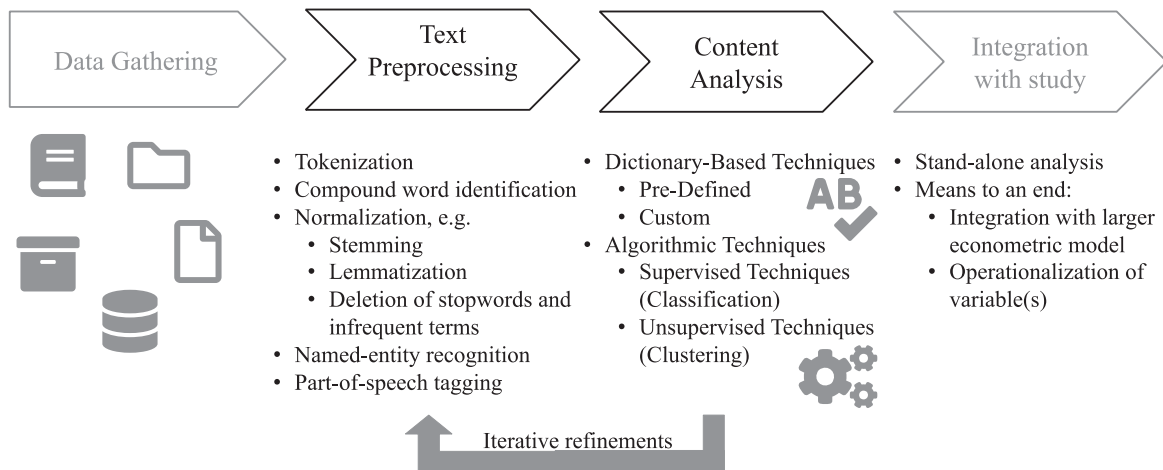 Data Gathering
Text
Preprocessing
Content
Analysis
Integration
with study
• Tokenization
• Compound word identification
• Normalization, e.g.
• Stemming
• Lemmatization
• Deletion of stopwords and
infrequent terms
• Named-entity recognition
• Part-of-speech tagging
• Dictionary-Based Techniques
• Pre-Defined
• Custom
• Algorithmic Techniques
• Supervised Techniques
(Classification)
• Unsupervised Techniques
(Clustering)
AB
• Stand-alone analysis
• Means to an end:
• Integration with larger
econometric model
• Operationalization of
variable(s)
Iterative refinements